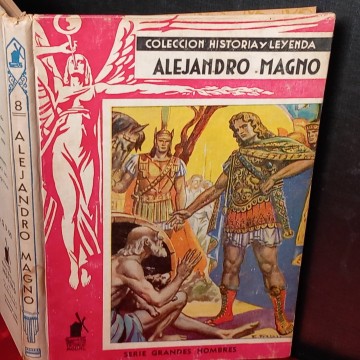 COLECCION HISTORIA Y LEYENDA
ALEJANDRO MAGNO
SERIE GRANDES HOMBRES
8
ALEJANDRO MAGNO